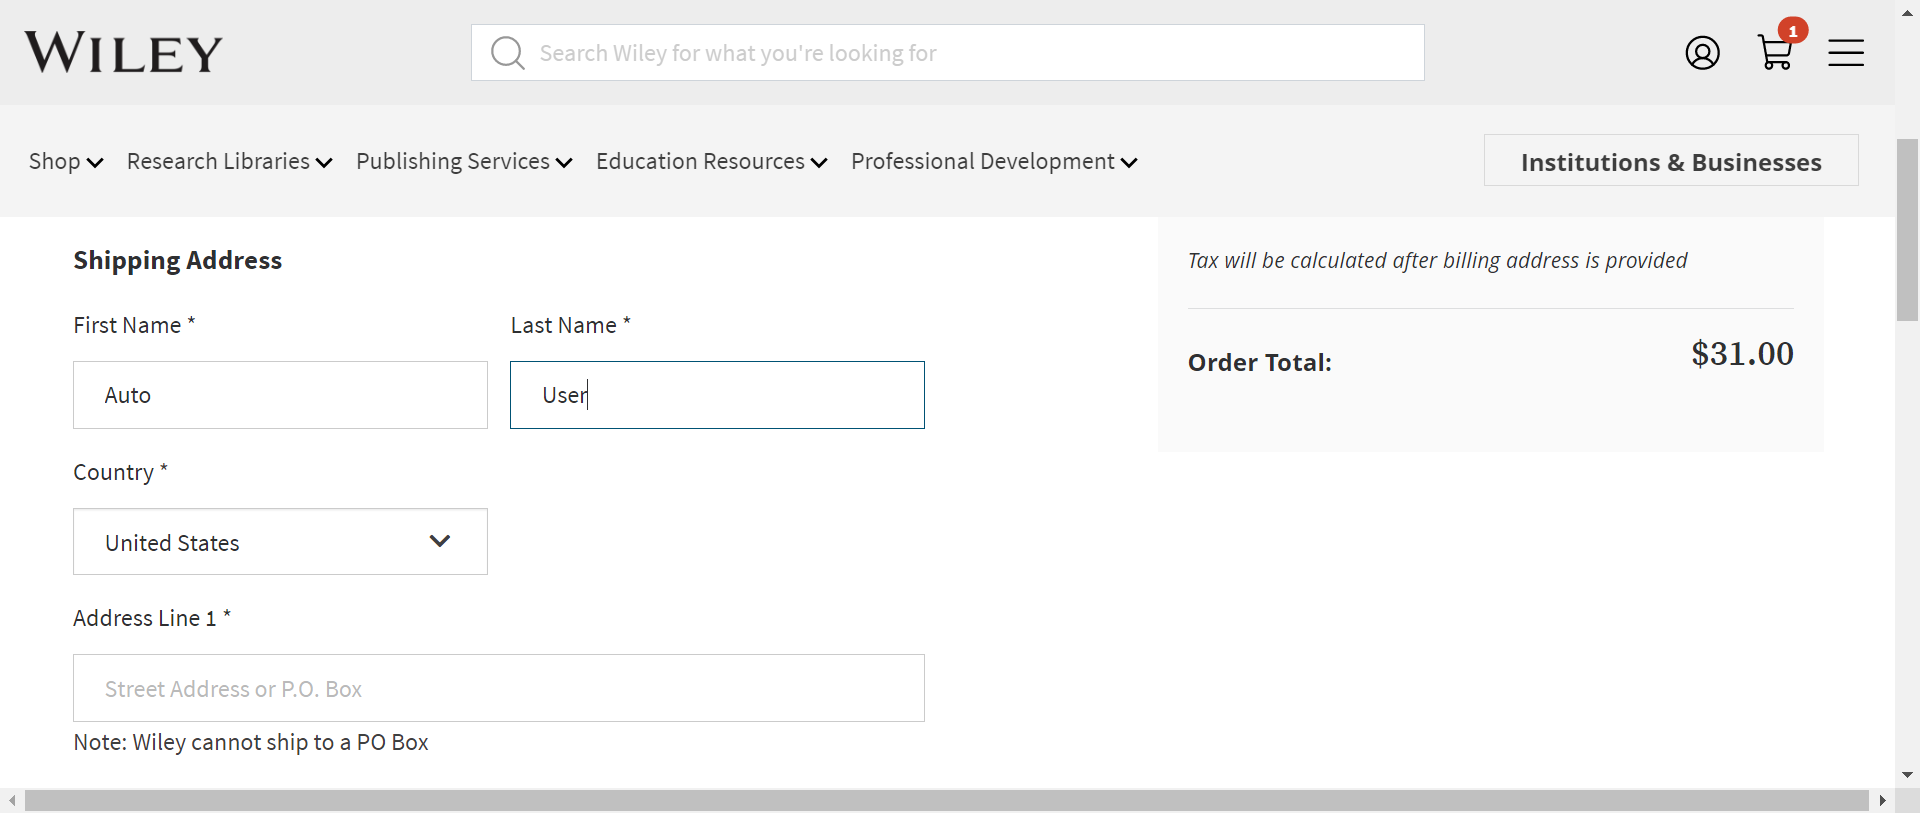 WILEY
Search Wiley for what you're looking for
1
Shop Research Libraries Publishing Services Education Resources Professional Development
Institutions & Businesses
Shipping Address
First Name *
Last Name *
Auto
User
Country *
United States
Address Line 1 *
Street Address or P.O. Box
Note: Wiley cannot ship to a PO Box
Tax will be calculated after billing address is provided
Order Total:
$31.00